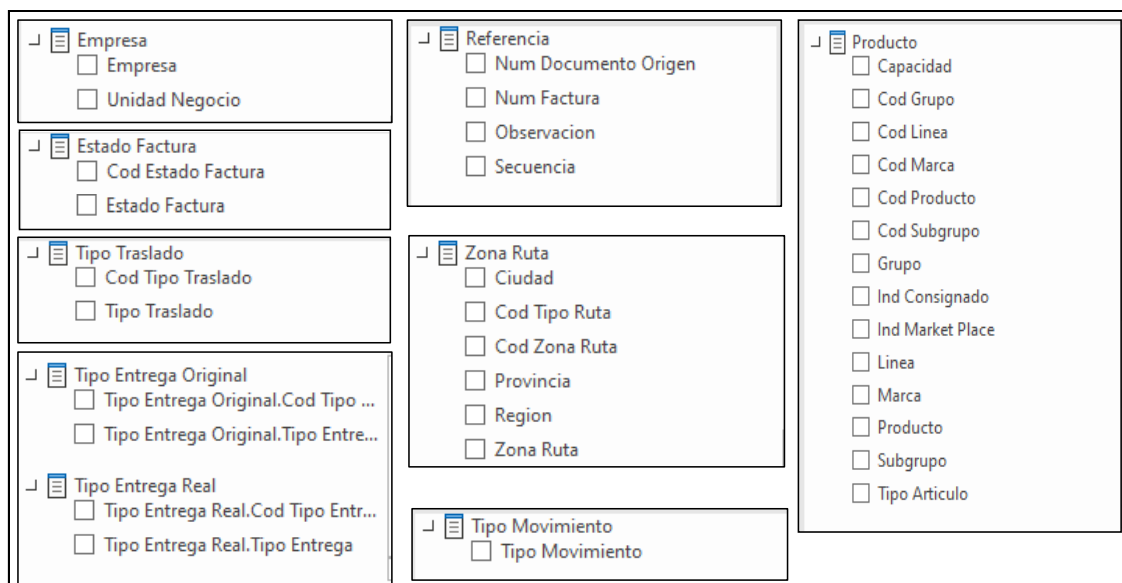 Empresa
Empresa
Unidad Negocio
Estado Factura
Cod Estado Factura
Estado Factura
Tipo Traslado
Cod Tipo Traslado
Tipo Traslado
Tipo Entrega Original
Tipo Entrega Original.Cod Tipo ...
Tipo Entrega Original.Tipo Entre...
Tipo Entrega Real
Tipo Entrega Real.Cod Tipo Entr...
Tipo Entrega Real.Tipo Entrega
Referencia
Num Documento Origen
Num Factura
Observacion
Secuencia
Zona Ruta
Ciudad
Cod Tipo Ruta
Cod Zona Ruta
Provincia
Region
Zona Ruta
Tipo Movimiento
Tipo Movimiento
Producto
Capacidad
Cod Grupo
Cod Linea
Cod Marca
Cod Producto
Cod Subgrupo
Grupo
Ind Consignado
Ind Market Place
Linea
Marca
Producto
Subgrupo
Tipo Articulo